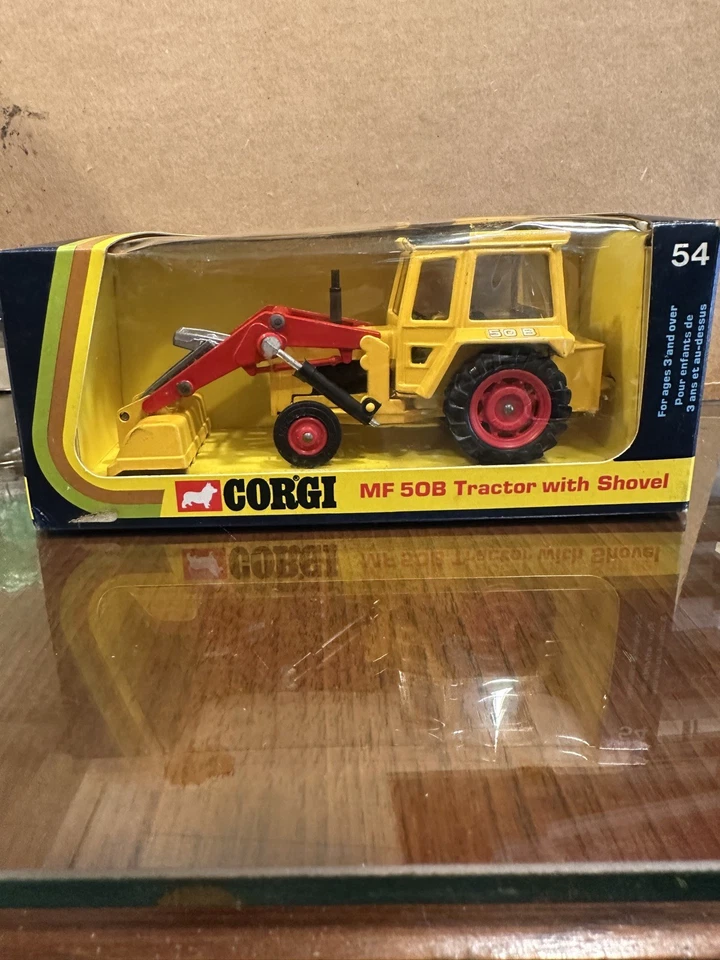 54
For ages 3 and over
Pour enfants de
3 ans et au-dessus
50 B
CORGI
MF 50B Tractor with Shovel